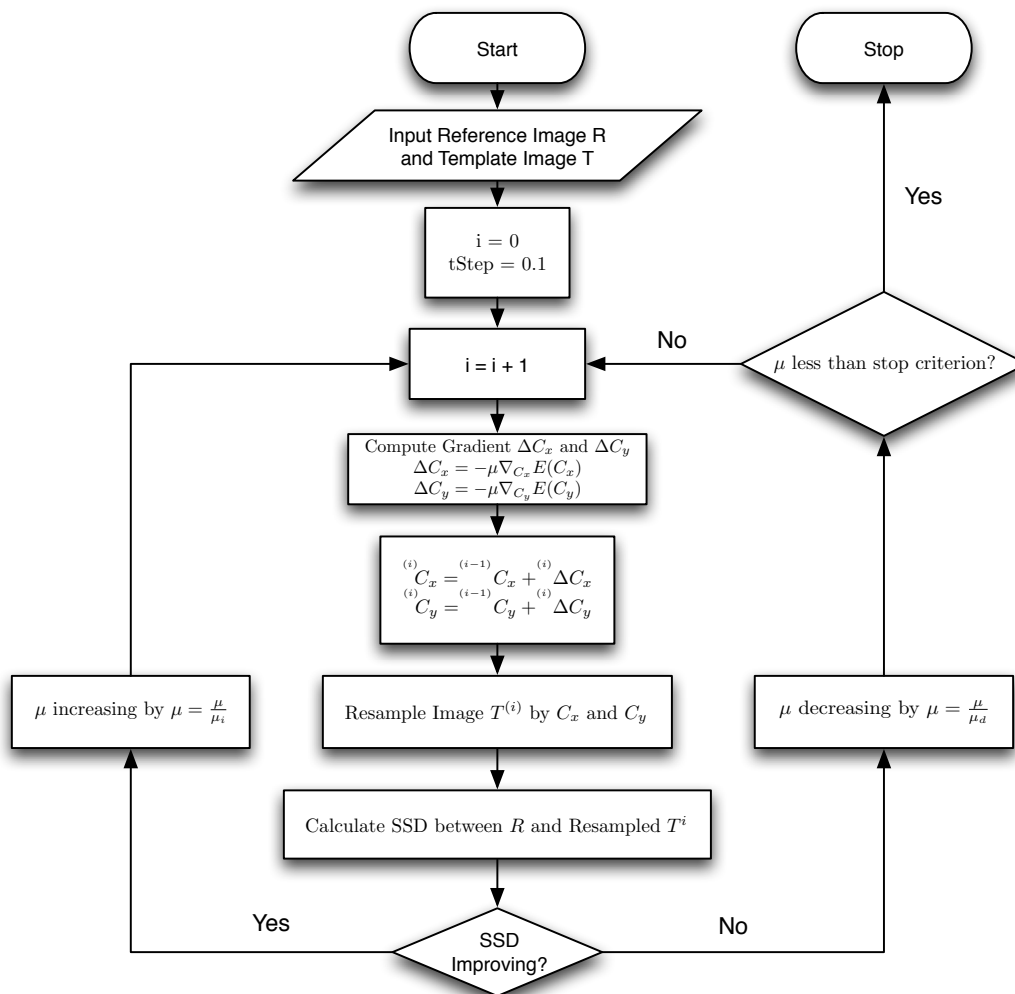 Start
Stop
Input Reference Image R
and Template Image T
Yes
i = 0
tStep = 0.1
No
i = i + 1
μ less than stop criterion?
Compute Gradient ΔC_x and ΔC_y
ΔC_x = −μ∇_{C_x}E(C_x)
ΔC_y = −μ∇_{C_y}E(C_y)
^{(i)}C_x = ^{(i−1)}C_x + ^{(i)}ΔC_x
^{(i)}C_y = ^{(i−1)}C_y + ^{(i)}ΔC_y
μ increasing by μ = \frac{μ}{μ_i}
Resample Image T^{(i)} by C_x and C_y
μ decreasing by μ = \frac{μ}{μ_d}
Calculate SSD between R and Resampled T^i
Yes
No
SSD
Improving?